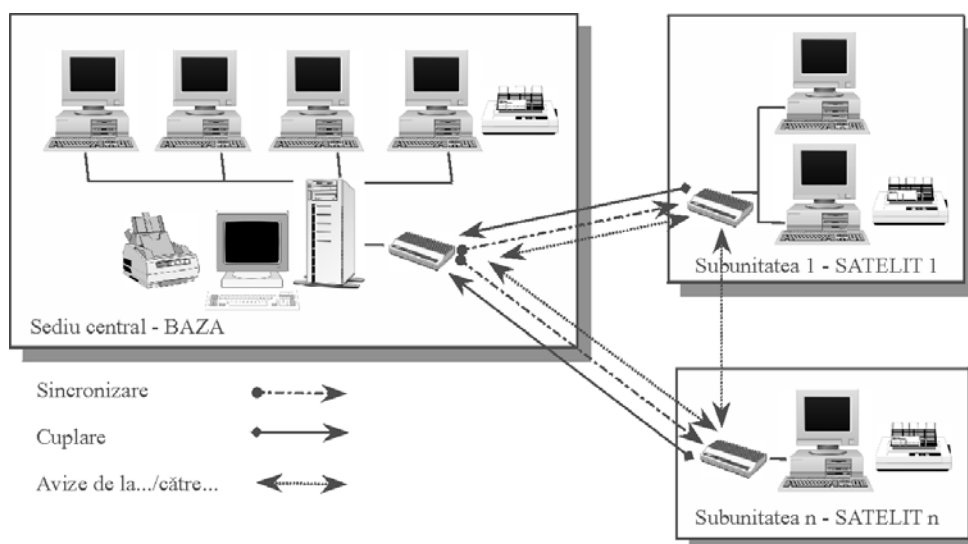 Subunitatea 1 - SATELIT 1
Sediu central - BAZA
Sincronizare
Cuplare
Avize de la.../către...
Subunitatea n - SATELIT n